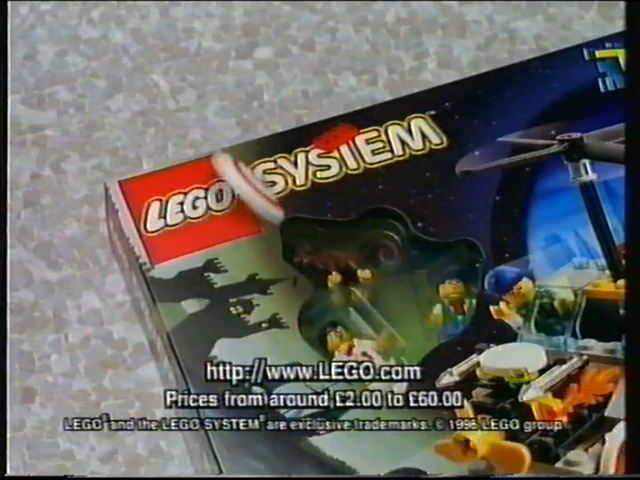 LEGO SYSTEM
http://www.LEGO.com
Prices from around £2.00 to £60.00
LEGO® and the LEGO SYSTEM® are exclusive trademarks. © 1996 LEGO group